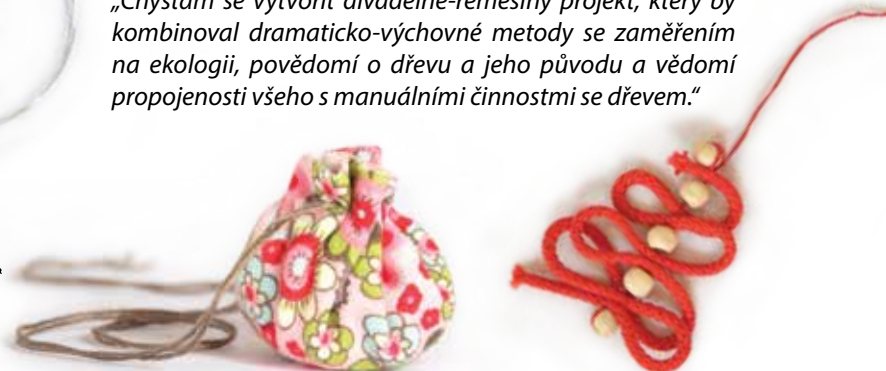 „Chystám se vytvořit divadelně-řemeslný projekt, který by
kombinoval dramaticko-výchovné metody se zaměřením
na ekologii, povědomí o dřevu a jeho původu a vědomí
propojenosti všeho s manuálními činnostmi se dřevem.“